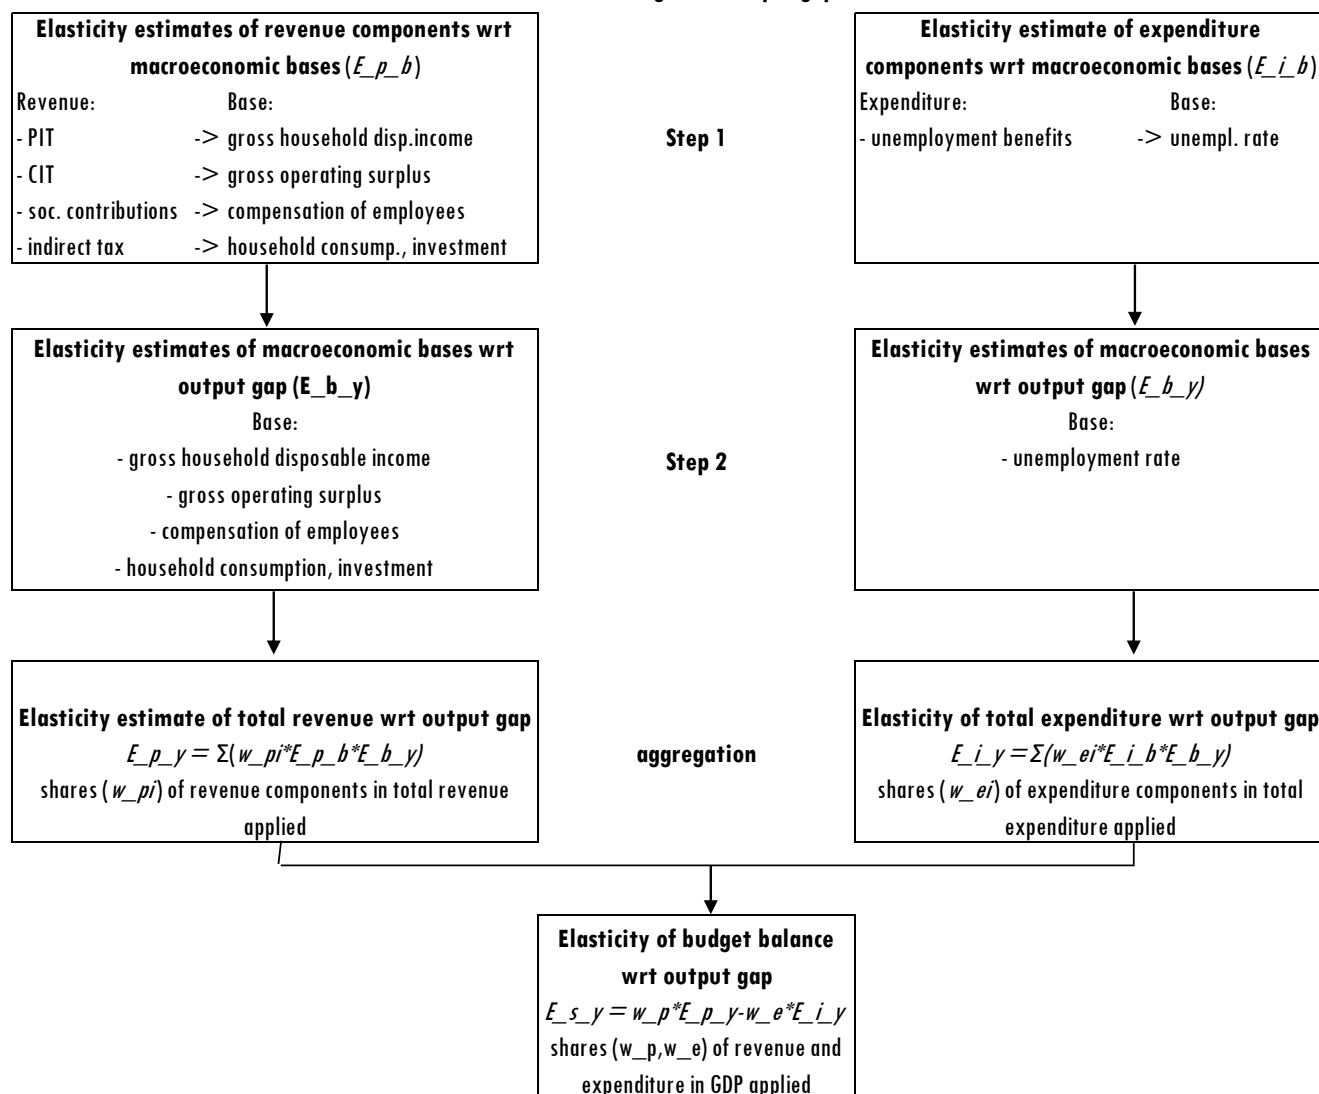 Elasticity estimates of revenue components wrt
macroeconomic bases (E_p_b)
Revenue: Base:
- PIT -> gross household disp.income
- CIT -> gross operating surplus
- soc. contributions -> compensation of employees
- indirect tax -> household consump., investment
Step 1
Elasticity estimate of expenditure
components wrt macroeconomic bases (E_i_b)
Expenditure: Base:
- unemployment benefits -> unempl. rate
Elasticity estimates of macroeconomic bases wrt
output gap (E_b_y)
Base:
- gross household disposable income
- gross operating surplus
- compensation of employees
- household consumption, investment
Step 2
Elasticity estimates of macroeconomic bases
wrt output gap (E_b_y)
Base:
- unemployment rate
Elasticity estimate of total revenue wrt output gap
E_p_y = Σ(w_pi*E_p_b*E_b_y)
shares ( w_pi) of revenue components in total revenue
applied
aggregation
Elasticity of total expenditure wrt output gap
E_i_y = Σ(w_ei*E_i_b*E_b_y)
shares ( w_ei) of expenditure components in total
expenditure applied
Elasticity of budget balance
wrt output gap
E_s_y = w_p*E_p_y-w_e*E_i_y
shares (w_p,w_e) of revenue and
expenditure in GDP applied